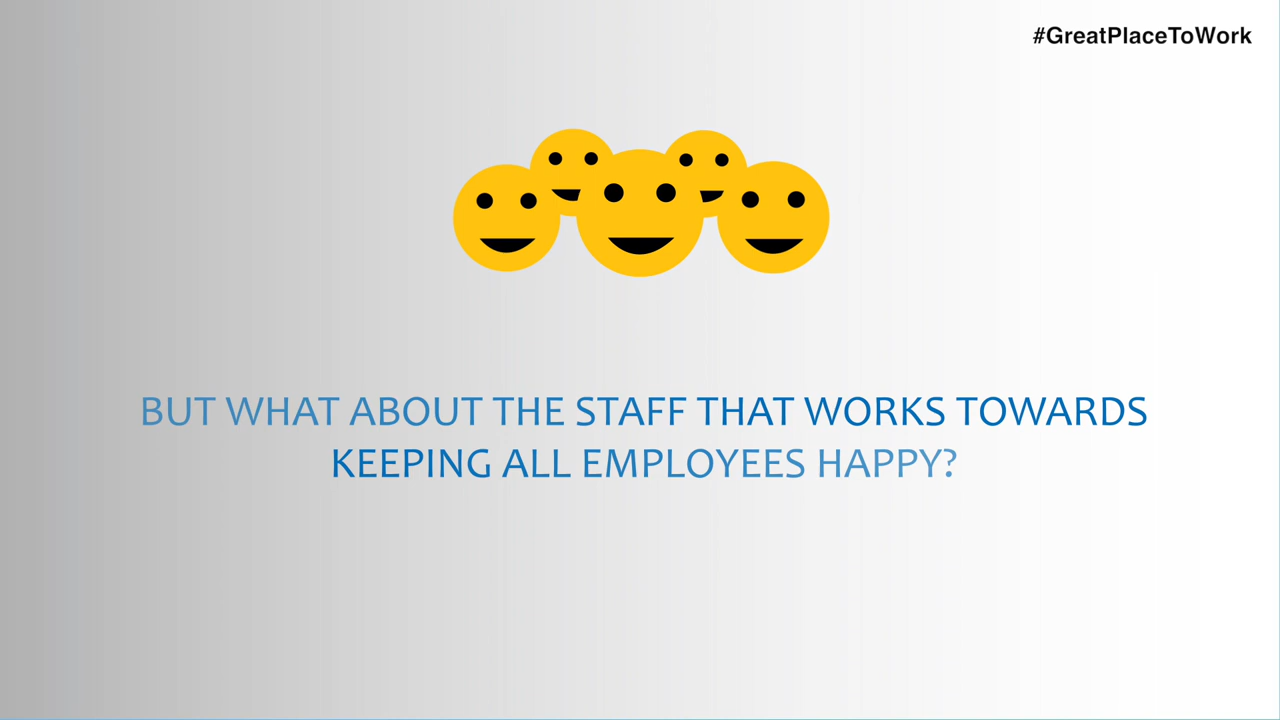 #GreatPlaceToWork
BUT WHAT ABOUT THE STAFF THAT WORKS TOWARDS
KEEPING ALL EMPLOYEES HAPPY?